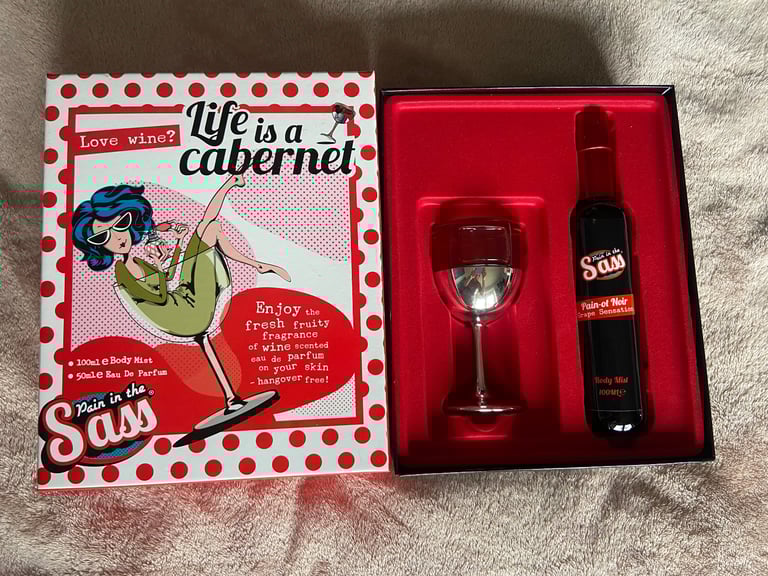 Love wine?
Life is a
cabernet
Enjoy the
fresh fruity
fragrance
of wine scented
eau de parfum
on your skin
- hangover free!
• 100ml e Body Mist
• 50ml e Eau De Parfum
Pain in the
Sass®
Pain in the
Sass
Pain-ot Noir
Grape Sensation
Body Mist
100ml e